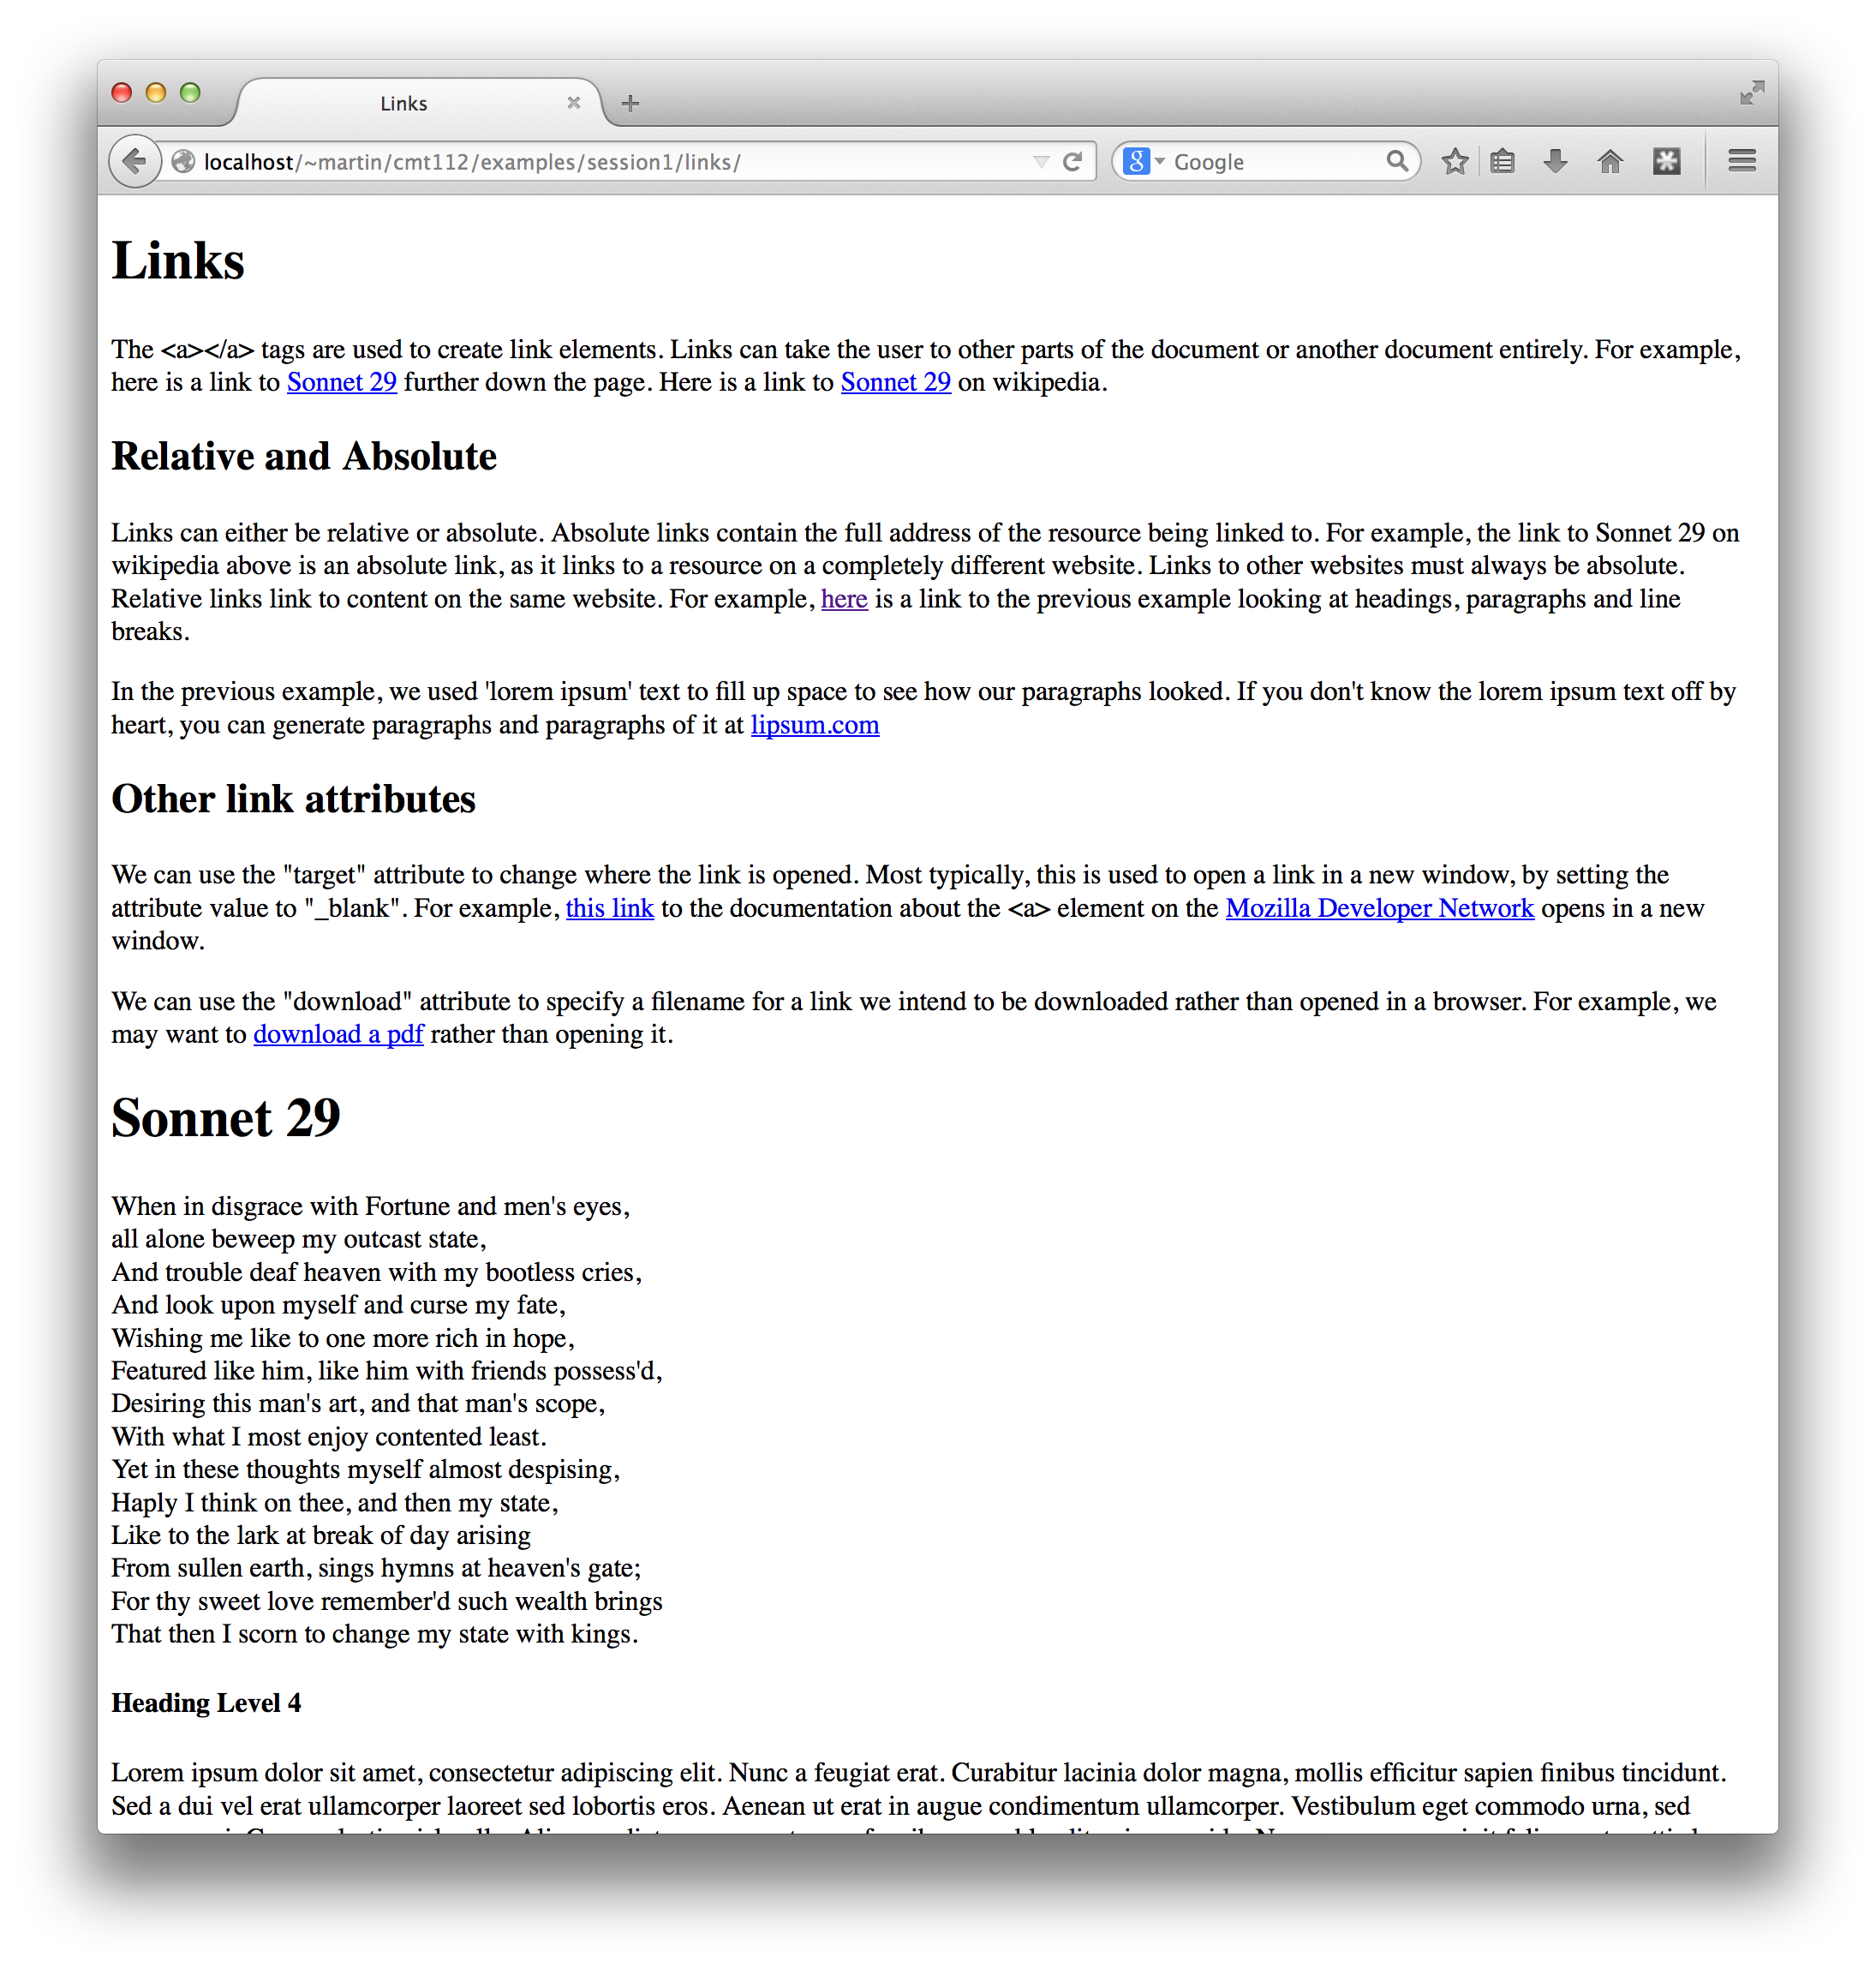 Links
localhost/~martin/cmt112/examples/session1/links/
Google
Links
The <a></a> tags are used to create link elements. Links can take the user to other parts of the document or another document entirely. For example,
here is a link to Sonnet 29 further down the page. Here is a link to Sonnet 29 on wikipedia.
Relative and Absolute
Links can either be relative or absolute. Absolute links contain the full address of the resource being linked to. For example, the link to Sonnet 29 on
wikipedia above is an absolute link, as it links to a resource on a completely different website. Links to other websites must always be absolute.
Relative links link to content on the same website. For example, here is a link to the previous example looking at headings, paragraphs and line
breaks.
In the previous example, we used 'lorem ipsum' text to fill up space to see how our paragraphs looked. If you don't know the lorem ipsum text off by
heart, you can generate paragraphs and paragraphs of it at lipsum.com
Other link attributes
We can use the "target" attribute to change where the link is opened. Most typically, this is used to open a link in a new window, by setting the
attribute value to "_blank". For example, this link to the documentation about the <a> element on the Mozilla Developer Network opens in a new
window.
We can use the "download" attribute to specify a filename for a link we intend to be downloaded rather than opened in a browser. For example, we
may want to download a pdf rather than opening it.
Sonnet 29
When in disgrace with Fortune and men's eyes,
all alone beweep my outcast state,
And trouble deaf heaven with my bootless cries,
And look upon myself and curse my fate,
Wishing me like to one more rich in hope,
Featured like him, like him with friends possess'd,
Desiring this man's art, and that man's scope,
With what I most enjoy contented least.
Yet in these thoughts myself almost despising,
Haply I think on thee, and then my state,
Like to the lark at break of day arising
From sullen earth, sings hymns at heaven's gate;
For thy sweet love remember'd such wealth brings
That then I scorn to change my state with kings.
Heading Level 4
Lorem ipsum dolor sit amet, consectetur adipiscing elit. Nunc a feugiat erat. Curabitur lacinia dolor magna, mollis efficitur sapien finibus tincidunt.
Sed a dui vel erat ullamcorper laoreet sed lobortis eros. Aenean ut erat in augue condimentum ullamcorper. Vestibulum eget commodo urna, sed